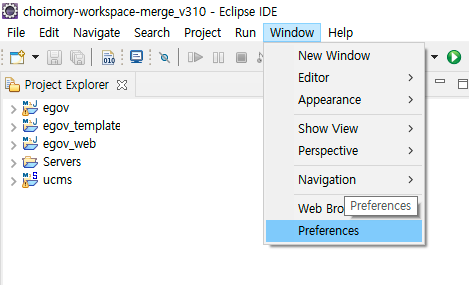 choimory-workspace-merge_v310 - Eclipse IDE
File Edit Navigate Search Project Run Window Help
Project Explorer
egov
egov_template
egov_web
Servers
ucms
New Window
Editor
Appearance
Show View
Perspective
Navigation
Web Bro
Preferences
Preferences